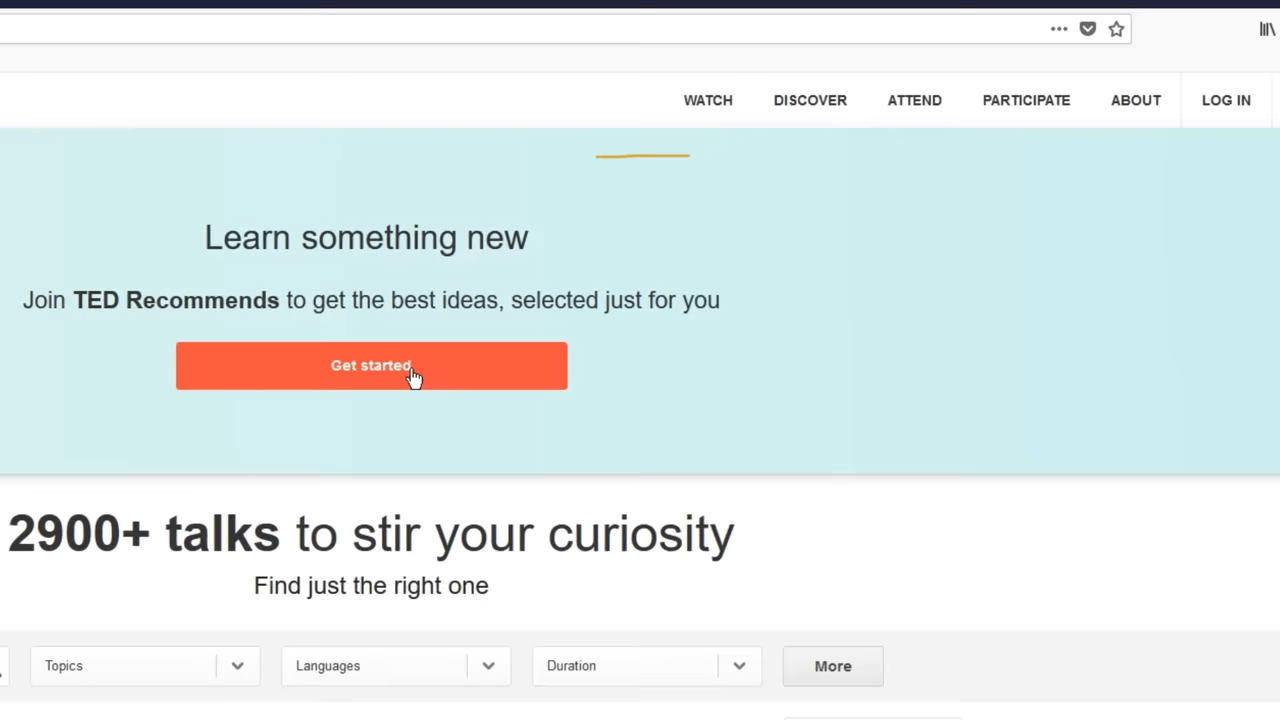 WATCH DISCOVER ATTEND PARTICIPATE ABOUT LOG IN
Learn something new
Join TED Recommends to get the best ideas, selected just for you
Get started
2900+ talks to stir your curiosity
Find just the right one
Topics Languages Duration More